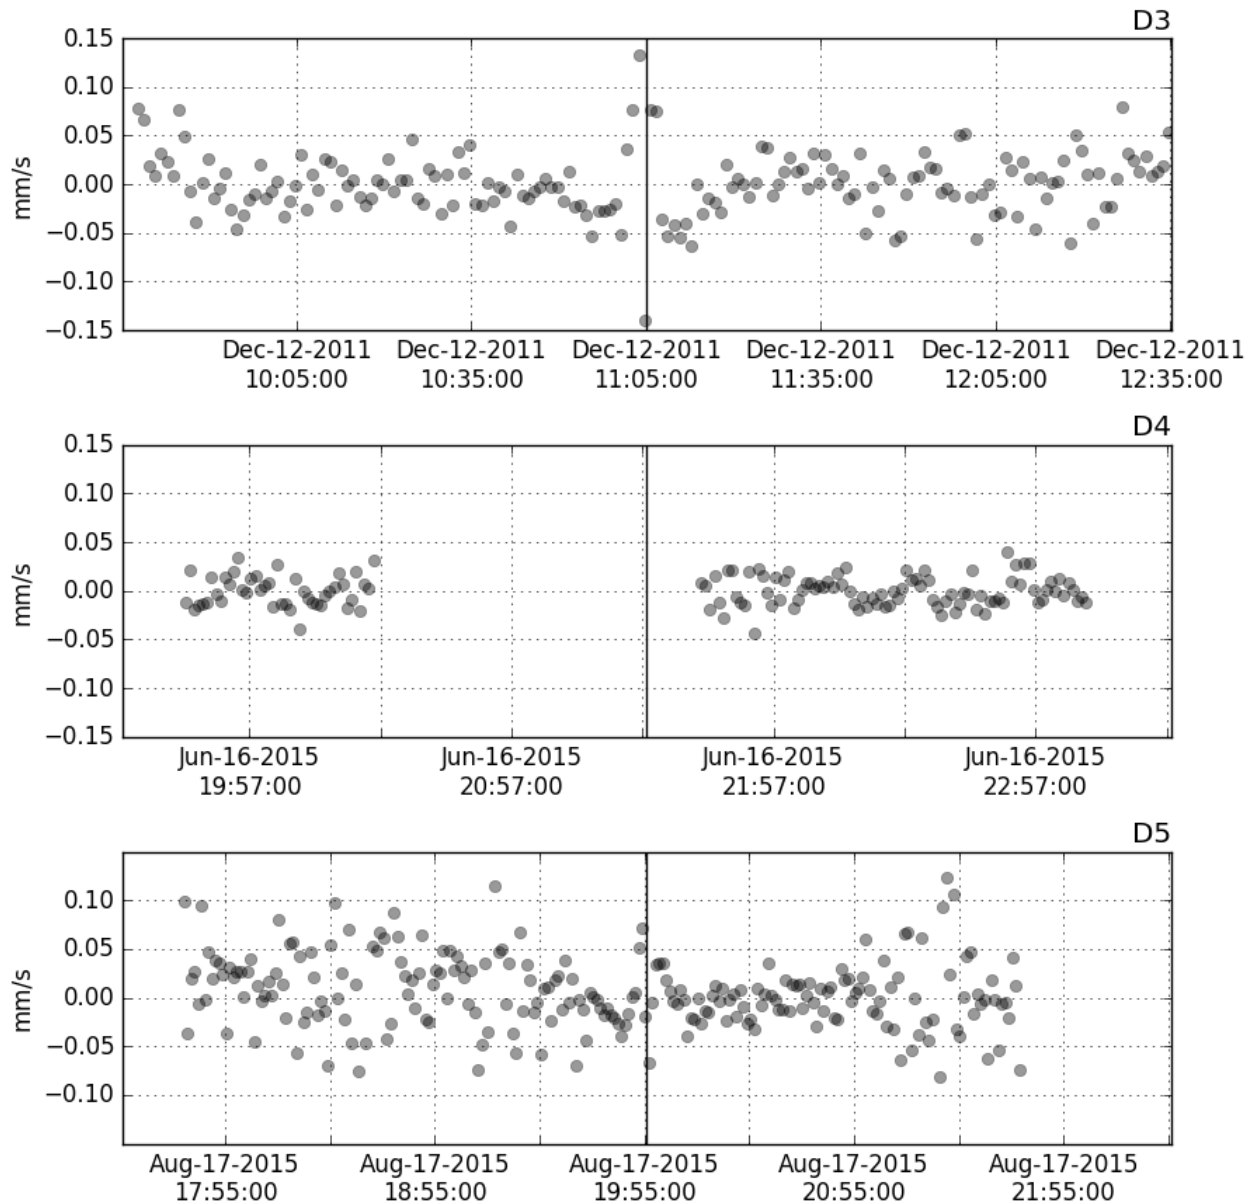 D3
0.15
0.10
0.05
0.00
−0.05
−0.10
−0.15
mm/s
Dec-12-2011 Dec-12-2011 Dec-12-2011 Dec-12-2011 Dec-12-2011 Dec-12-2011
10:05:00 10:35:00 11:05:00 11:35:00 12:05:00 12:35:00
D4
0.15
0.10
0.05
0.00
−0.05
−0.10
−0.15
mm/s
Jun-16-2015 Jun-16-2015 Jun-16-2015 Jun-16-2015
19:57:00 20:57:00 21:57:00 22:57:00
D5
0.10
0.05
0.00
−0.05
−0.10
mm/s
Aug-17-2015 Aug-17-2015 Aug-17-2015 Aug-17-2015 Aug-17-2015
17:55:00 18:55:00 19:55:00 20:55:00 21:55:00